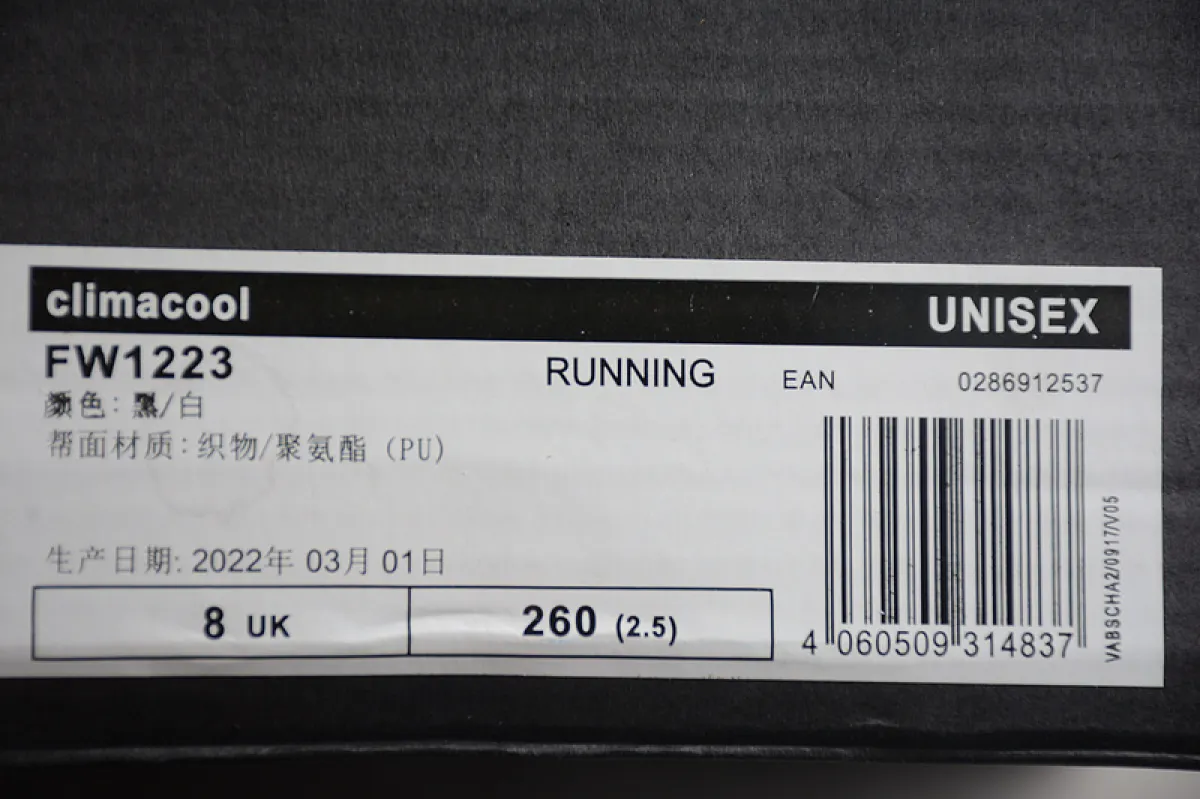 climacool UNISEX
FW1223 RUNNING EAN 0286912537
颜色：黑/白
帮面材质：织物/聚氨酯（PU）
生产日期: 2022年 03月 01日
8 UK 260 (2.5)
4 060509 314837
VABSCHA2/0917/V05